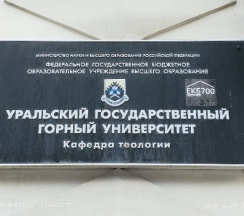 МИНИСТЕРСТВО НАУКИ И ВЫСШЕГО ОБРАЗОВАНИЯ РОССИЙСКОЙ ФЕДЕРАЦИИ
ФЕДЕРАЛЬНОЕ ГОСУДАРСТВЕННОЕ БЮДЖЕТНОЕ
ОБРАЗОВАТЕЛЬНОЕ УЧРЕЖДЕНИЕ ВЫСШЕГО ОБРАЗОВАНИЯ
EKB700
УРАЛЬСКИЙ ГОСУДАРСТВЕННЫЙ
ГОРНЫЙ УНИВЕРСИТЕТ
Кафедра теологии